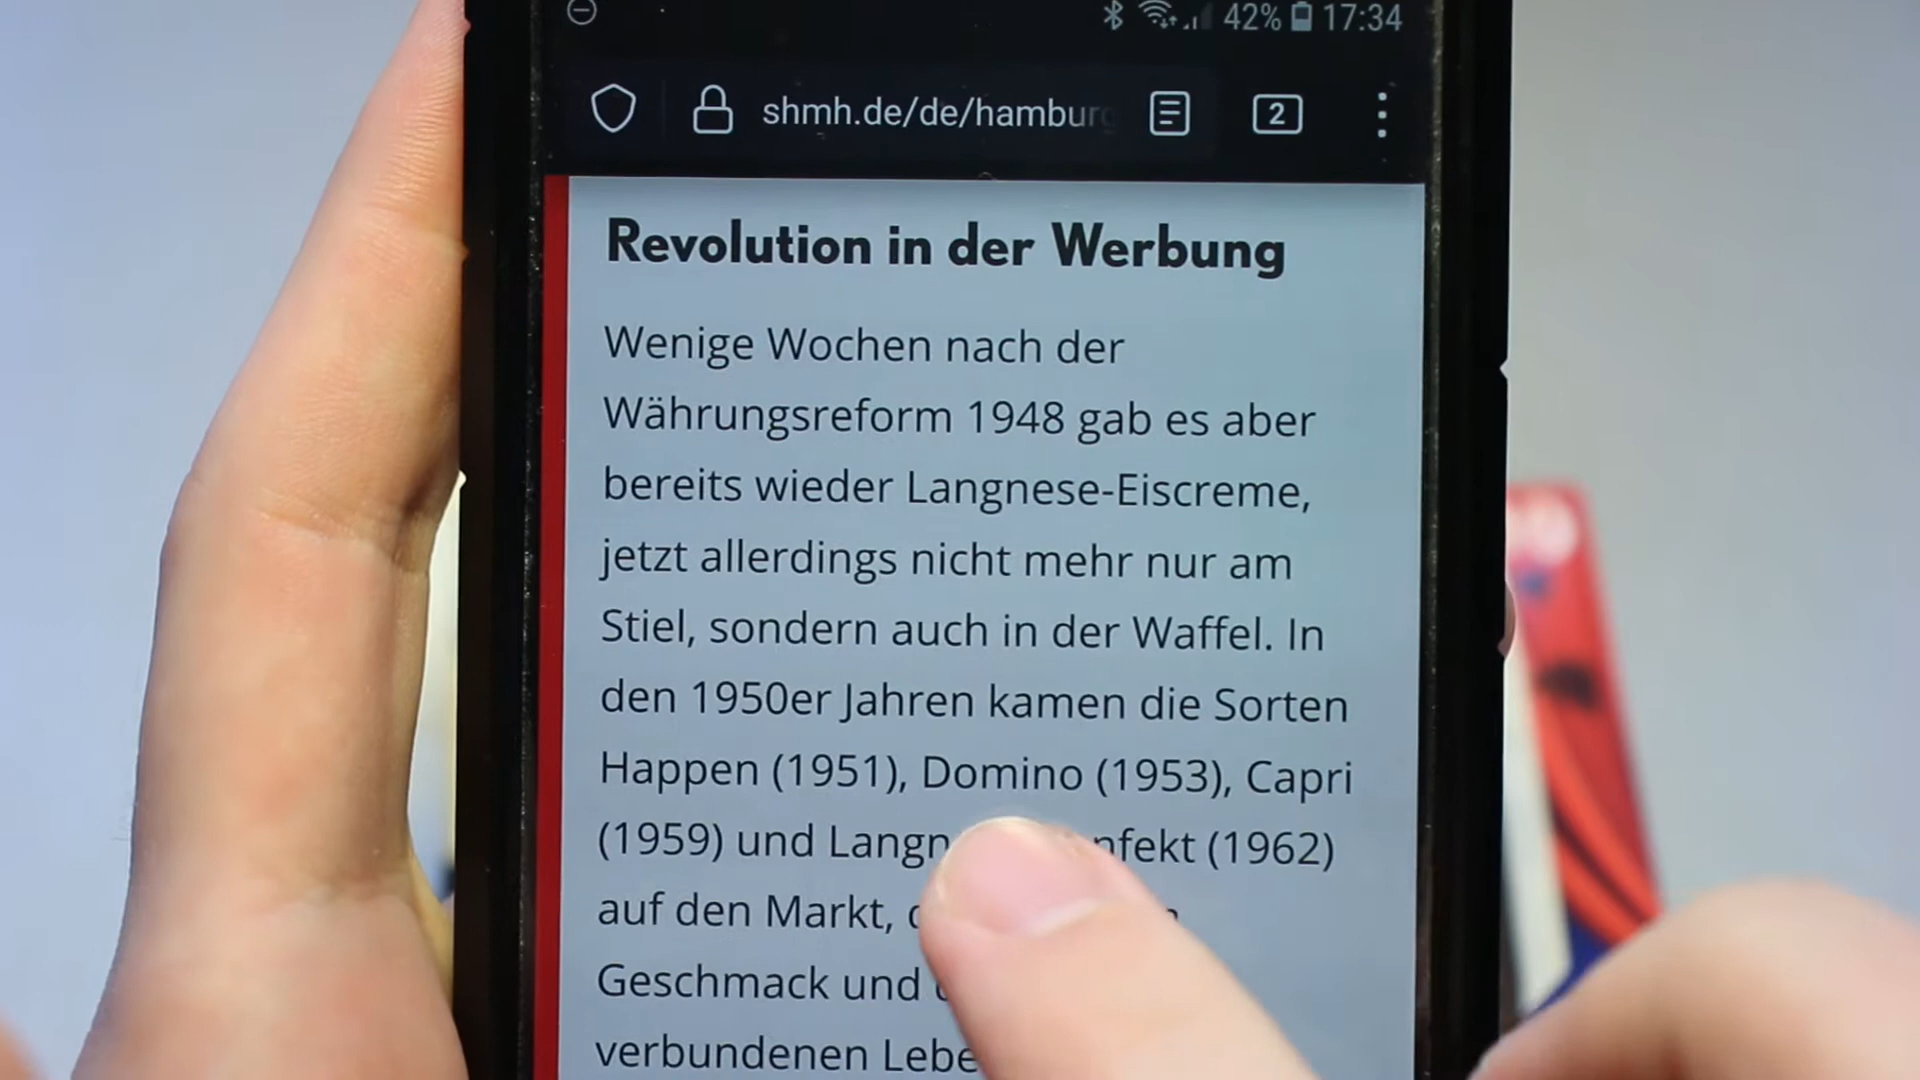 42% 17:34
shmh.de/de/hambur
2
Revolution in der Werbung
Wenige Wochen nach der
Währungsreform 1948 gab es aber
bereits wieder Langnese-Eiscreme,
jetzt allerdings nicht mehr nur am
Stiel, sondern auch in der Waffel. In
den 1950er Jahren kamen die Sorten
Happen (1951), Domino (1953), Capri
(1959) und (1962)
auf den Markt,
Geschmack und
verbundenen